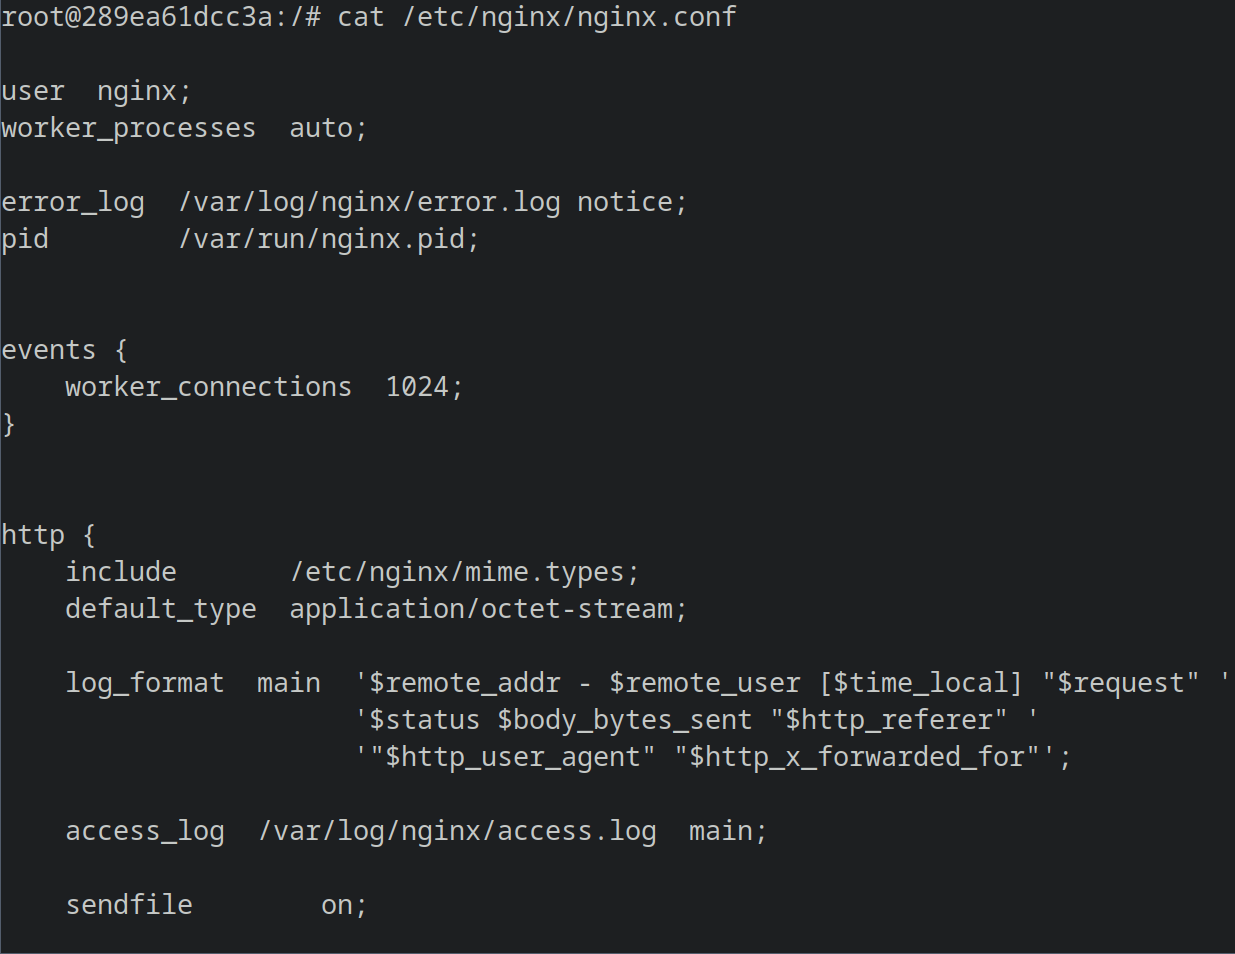 root@289ea61dcc3a:/# cat /etc/nginx/nginx.conf

user  nginx;
worker_processes  auto;

error_log  /var/log/nginx/error.log notice;
pid        /var/run/nginx.pid;


events {
    worker_connections  1024;
}


http {
    include       /etc/nginx/mime.types;
    default_type  application/octet-stream;

    log_format  main  '$remote_addr - $remote_user [$time_local] "$request" '
                      '$status $body_bytes_sent "$http_referer" '
                      '"$http_user_agent" "$http_x_forwarded_for"';

    access_log  /var/log/nginx/access.log  main;

    sendfile        on;